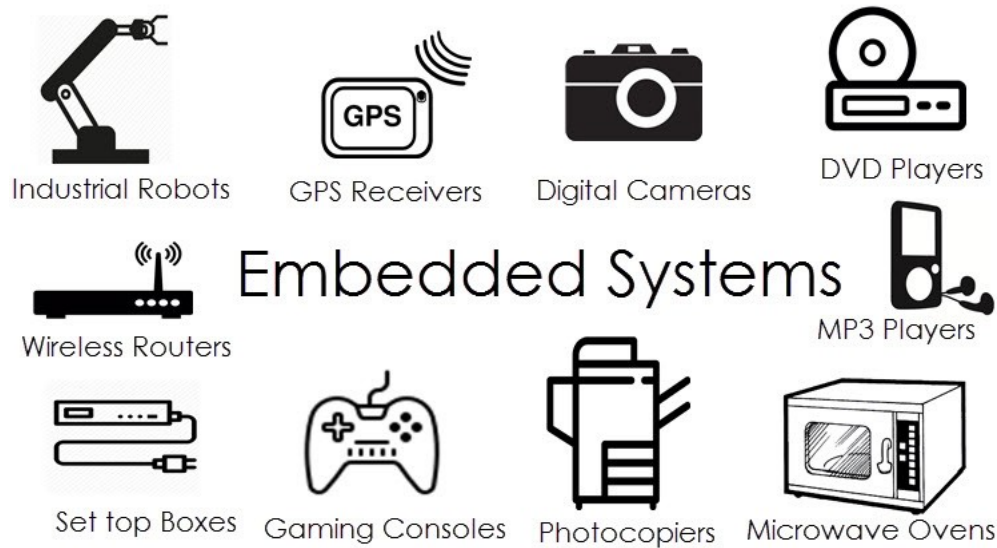 GPS
Industrial Robots
GPS Receivers
Digital Cameras
DVD Players
Embedded Systems
Wireless Routers
MP3 Players
Set top Boxes
Gaming Consoles
Photocopiers
Microwave Ovens